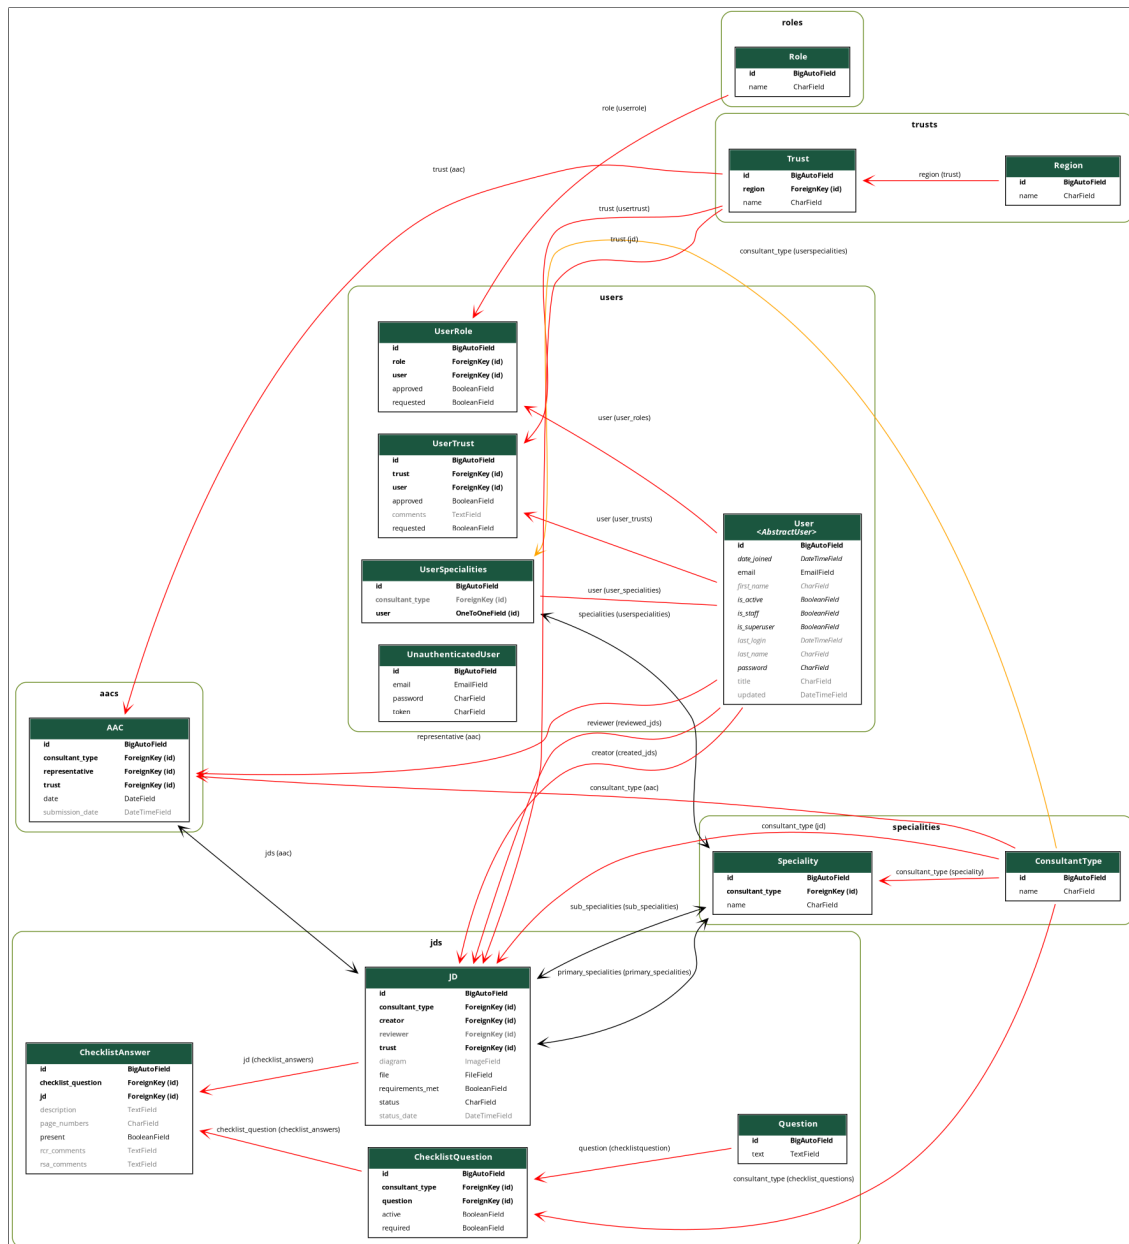 roles
Role
id BigAutoField
name CharField
role (userrole)
trusts
Trust
id BigAutoField
region ForeignKey (id)
name CharField
region (trust)
Region
id BigAutoField
name CharField
trust (aac)
trust (usertrust)
trust (jd)
consultant_type (userspecialities)
users
UserRole
id BigAutoField
role ForeignKey (id)
user ForeignKey (id)
approved BooleanField
requested BooleanField
user (user_roles)
UserTrust
id BigAutoField
trust ForeignKey (id)
user ForeignKey (id)
approved BooleanField
comments TextField
requested BooleanField
user (user_trusts)
User
<AbstractUser>
id BigAutoField
date_joined DateTimeField
email EmailField
first_name CharField
is_active BooleanField
is_staff BooleanField
is_superuser BooleanField
last_login DateTimeField
last_name CharField
password CharField
title CharField
updated DateTimeField
UserSpecialities
id BigAutoField
consultant_type ForeignKey (id)
user OneToOneField (id)
user (user_specialities)
specialities (userspecialities)
UnauthenticatedUser
id BigAutoField
email EmailField
password CharField
token CharField
aacs
AAC
id BigAutoField
consultant_type ForeignKey (id)
representative ForeignKey (id)
trust ForeignKey (id)
date DateField
submission_date DateTimeField
representative (aac)
reviewer (reviewed_jds)
creator (created_jds)
consultant_type (aac)
jds (aac)
consultant_type (jd)
specialities
Speciality
id BigAutoField
consultant_type ForeignKey (id)
name CharField
consultant_type (speciality)
ConsultantType
id BigAutoField
name CharField
sub_specialities (sub_specialities)
primary_specialities (primary_specialities)
jds
JD
id BigAutoField
consultant_type ForeignKey (id)
creator ForeignKey (id)
reviewer ForeignKey (id)
trust ForeignKey (id)
diagram ImageField
file FileField
requirements_met BooleanField
status CharField
status_date DateTimeField
ChecklistAnswer
id BigAutoField
checklist_question ForeignKey (id)
jd ForeignKey (id)
description TextField
page_numbers CharField
present BooleanField
rcr_comments TextField
rsa_comments TextField
jd (checklist_answers)
checklist_question (checklist_answers)
ChecklistQuestion
id BigAutoField
consultant_type ForeignKey (id)
question ForeignKey (id)
active BooleanField
required BooleanField
question (checklistquestion)
Question
id BigAutoField
text TextField
consultant_type (checklist_questions)